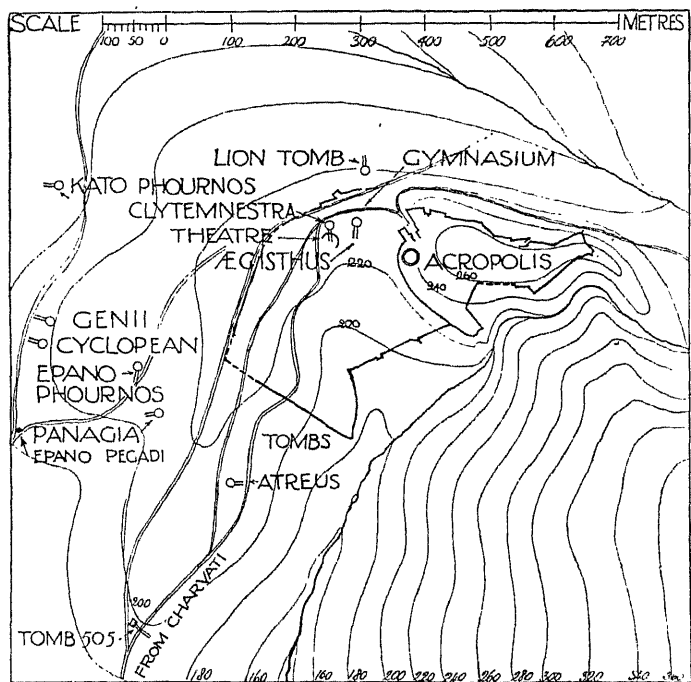 SCALE METRES
100 50 0 100 200 300 400 500 600 700
LION TOMB GYMNASIUM
KATO PHOURNOS
CLYTEMNESTRA
THEATRE
ÆGISTHUS 220 ACROPOLIS
260
240
GENII 200
CYCLOPEAN
EPANO
PHOURNOS
PANAGIA TOMBS
EPANO PEGADI
ATREUS
200
FROM CHARVATI
TOMB 505
180 160 160 180 200 220 240 260 280 300 320 340